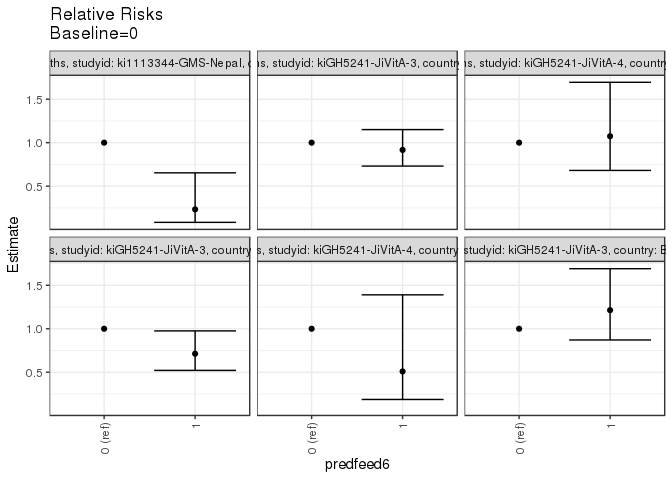 Relative Risks
Baseline=0
ths, studyid: ki1113344-GMS-Nepal,
ns, studyid: kiGH5241-JiVitA-3, country
ns, studyid: kiGH5241-JiVitA-4, country
1.5
1.0
0.5
s, studyid: kiGH5241-JiVitA-3, country
s, studyid: kiGH5241-JiVitA-4, country
studyid: kiGH5241-JiVitA-3, country:
1.5
1.0
0.5
Estimate
0 (ref)
1
0 (ref)
1
0 (ref)
1
predfeed6